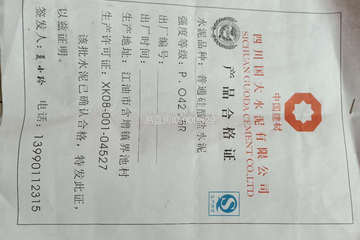 中国建材
四川国大水泥有限公司
SICHUAN GUODA CEMENT CO.,LTD
产品合格证
水泥品种：普通硅酸盐水泥
强度等级：P.O42.5R
出厂编号：
出厂时间：
生产地址：江油市含增镇界池村
生产许可证：XK08-001-04527
该批水泥已确认合格，特发此证，
以兹证明。
签发人： 电话：13990112315